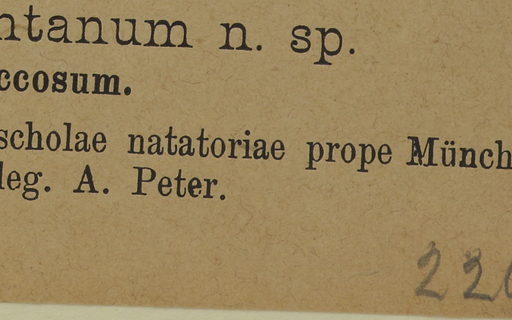 ntanum n. sp.
ccosum.
scholae natatoriae prope Münch
leg. A. Peter.
22